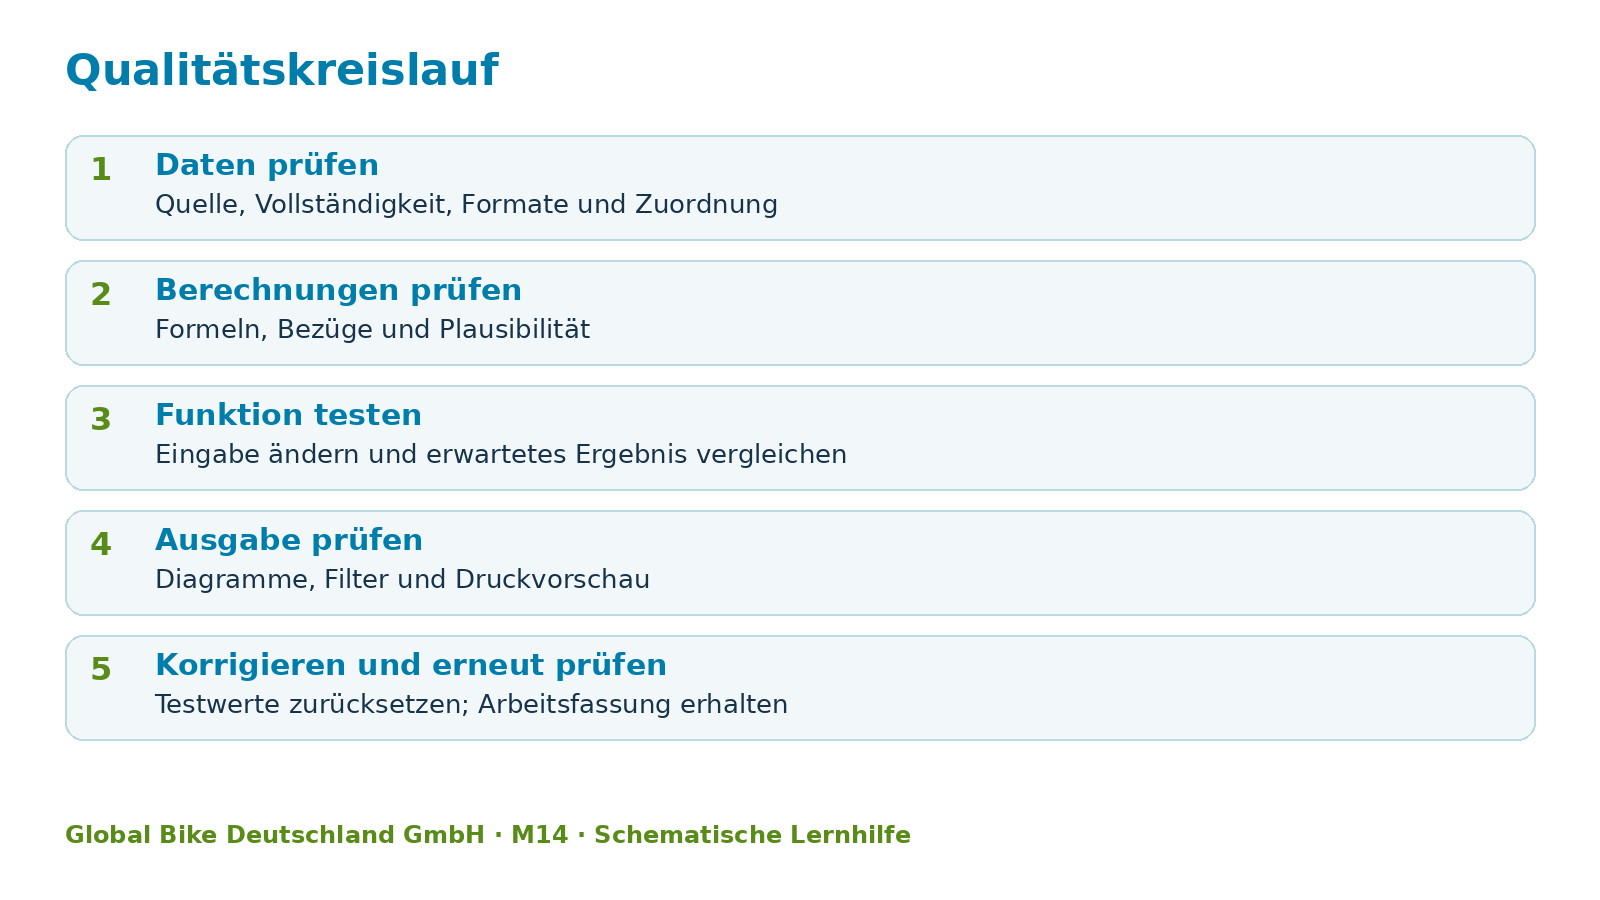 Qualitätskreislauf
1
Daten prüfen
Quelle, Vollständigkeit, Formate und Zuordnung
2
Berechnungen prüfen
Formeln, Bezüge und Plausibilität
3
Funktion testen
Eingabe ändern und erwartetes Ergebnis vergleichen
4
Ausgabe prüfen
Diagramme, Filter und Druckvorschau
5
Korrigieren und erneut prüfen
Testwerte zurücksetzen; Arbeitsfassung erhalten
Global Bike Deutschland GmbH · M14 · Schematische Lernhilfe